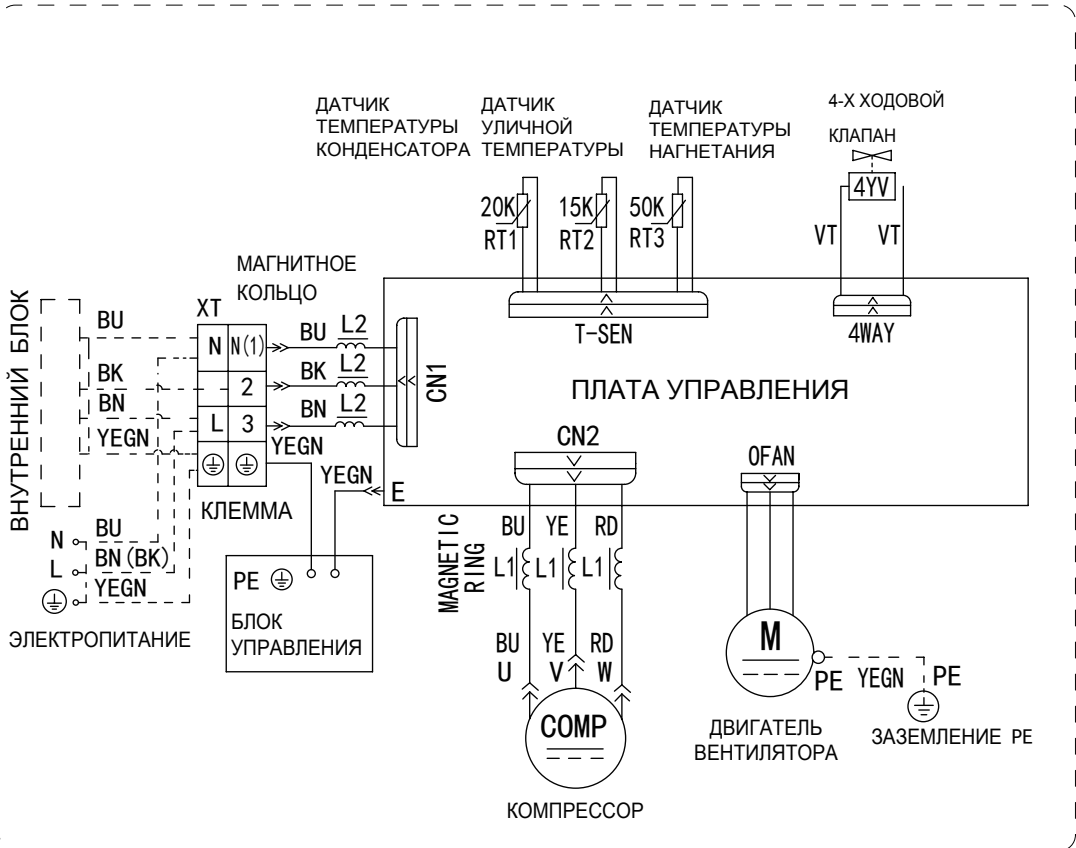 ДАТЧИК
ТЕМПЕРАТУРЫ
КОНДЕНСАТОРА
ДАТЧИК
УЛИЧНОЙ
ТЕМПЕРАТУРЫ
ДАТЧИК
ТЕМПЕРАТУРЫ
НАГНЕТАНИЯ
4-Х ХОДОВОЙ
КЛАПАН
4YV
20K
RT1
15K
RT2
50K
RT3
VT
VT
T-SEN
4WAY
МАГНИТНОЕ
КОЛЬЦО
ВНУТРЕННИЙ БЛОК
BU
BK
BN
YEGN
XT
N
N(1)
2
L
3
BU
L2
BK
L2
BN
L2
YEGN
CN1
ПЛАТА УПРАВЛЕНИЯ
КЛЕММА
YEGN
E
CN2
OFAN
N
BU
L
BN(BK)
YEGN
ЭЛЕКТРОПИТАНИЕ
PE
БЛОК
УПРАВЛЕНИЯ
MAGNETIC
RING
BU
YE
RD
L1
L1
L1
BU
YE
RD
U
V
W
COMP
КОМПРЕССОР
M
PE
YEGN
PE
ДВИГАТЕЛЬ
ВЕНТИЛЯТОРА
ЗАЗЕМЛЕНИЕ PE